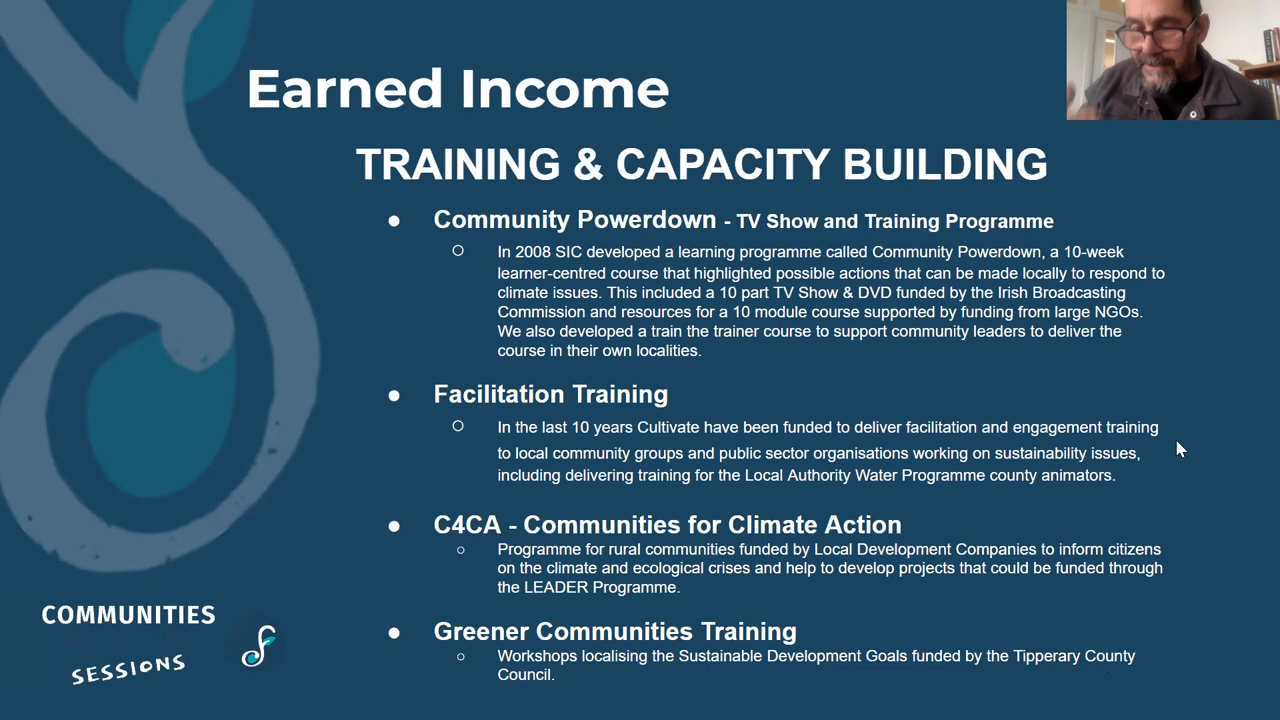 Earned Income
TRAINING & CAPACITY BUILDING
● Community Powerdown - TV Show and Training Programme
○ In 2008 SIC developed a learning programme called Community Powerdown, a 10-week
learner-centred course that highlighted possible actions that can be made locally to respond to
climate issues. This included a 10 part TV Show & DVD funded by the Irish Broadcasting
Commission and resources for a 10 module course supported by funding from large NGOs.
We also developed a train the trainer course to support community leaders to deliver the
course in their own localities.
● Facilitation Training
○ In the last 10 years Cultivate have been funded to deliver facilitation and engagement training
to local community groups and public sector organisations working on sustainability issues,
including delivering training for the Local Authority Water Programme county animators.
● C4CA - Communities for Climate Action
○ Programme for rural communities funded by Local Development Companies to inform citizens
on the climate and ecological crises and help to develop projects that could be funded through
the LEADER Programme.
● Greener Communities Training
○ Workshops localising the Sustainable Development Goals funded by the Tipperary County
Council.
COMMUNITIES
SESSIONS